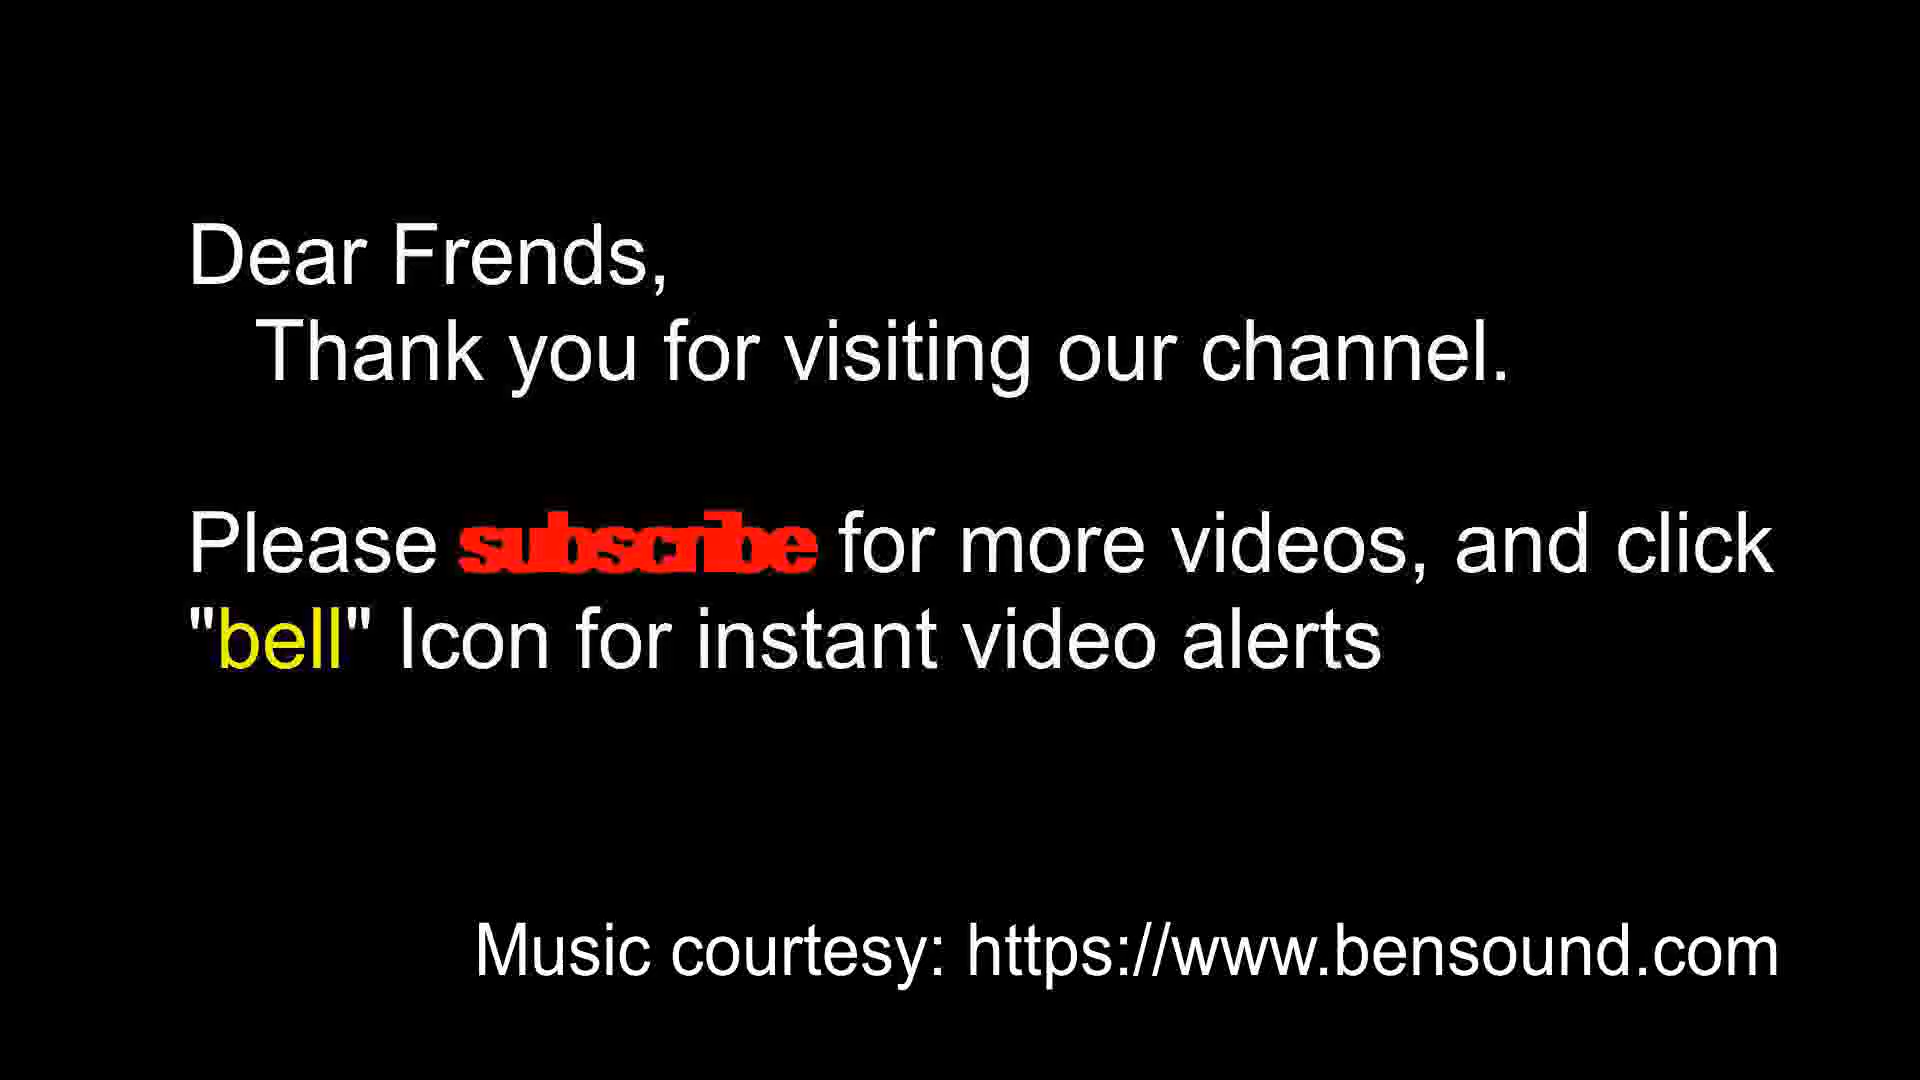 Dear Frends,
Thank you for visiting our channel.
Please subscribe for more videos, and click
"bell" Icon for instant video alerts
Music courtesy: https://www.bensound.com